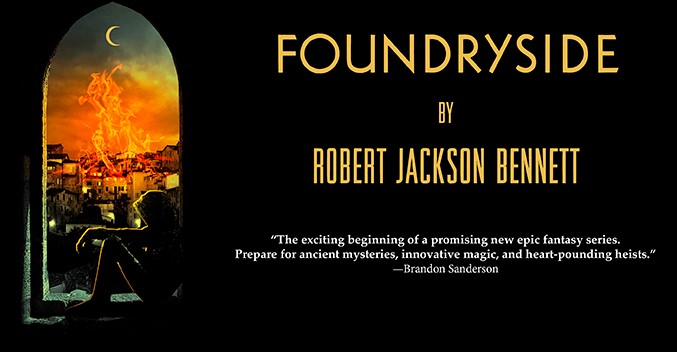 FOUNDRYSIDE
BY
ROBERT JACKSON BENNETT
“The exciting beginning of a promising new epic fantasy series.
Prepare for ancient mysteries, innovative magic, and heart-pounding heists.”
—Brandon Sanderson